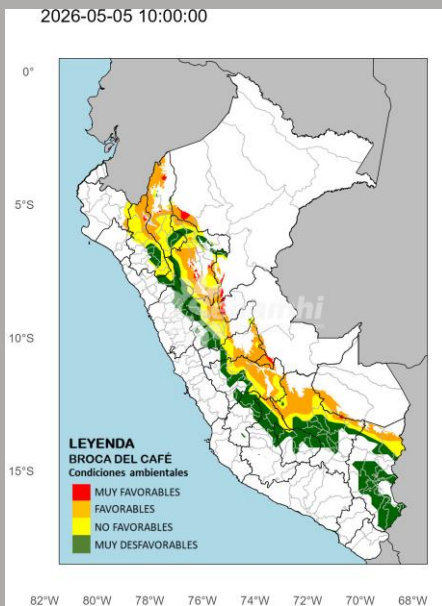 2026-05-05 10:00:00
0°
5°S
10°S
15°S
senamhi
LEYENDA
BROCA DEL CAFÉ
Condiciones ambientales
MUY FAVORABLES
FAVORABLES
NO FAVORABLES
MUY DESFAVORABLES
82°W 80°W 78°W 76°W 74°W 72°W 70°W 68°W